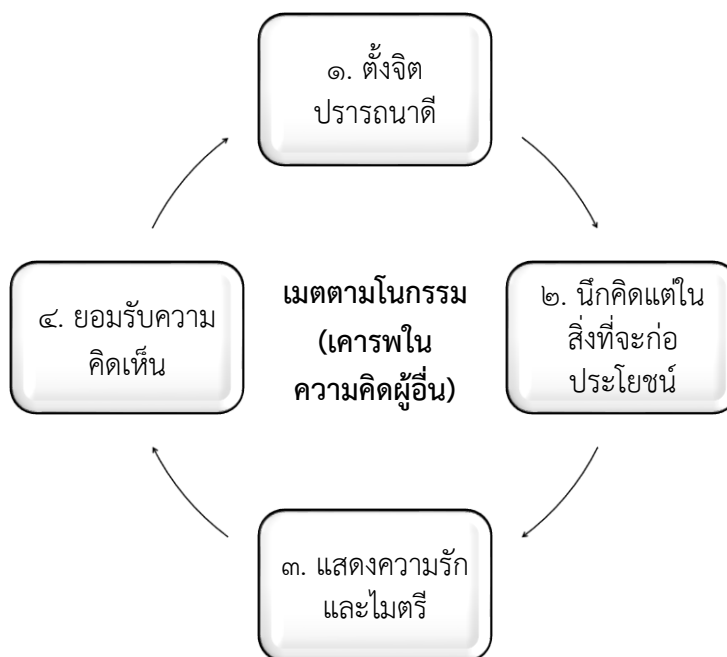 ๑. ตั้งจิต
ปรารถนาดี
๒. นึกคิดแต่ใน
สิ่งที่จะก่อ
ประโยชน์
๓. แสดงความรัก
และไมตรี
๔. ยอมรับความ
คิดเห็น
เมตตามโนกรรม
(เคารพใน
ความคิดผู้อื่น)